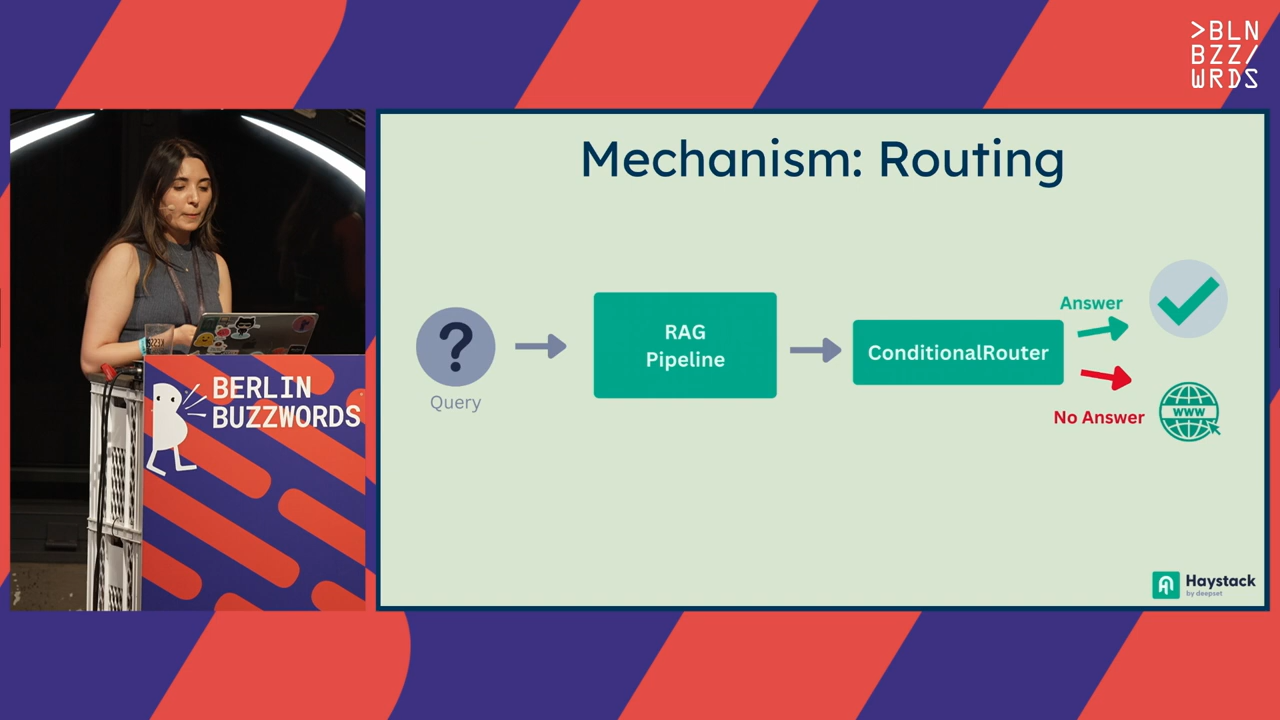 >BLN
BZZ/
WRDS
Mechanism: Routing
Query
RAG
Pipeline
ConditionalRouter
Answer
No Answer
WWW
Haystack
by deepset
BERLIN
BUZZWORDS